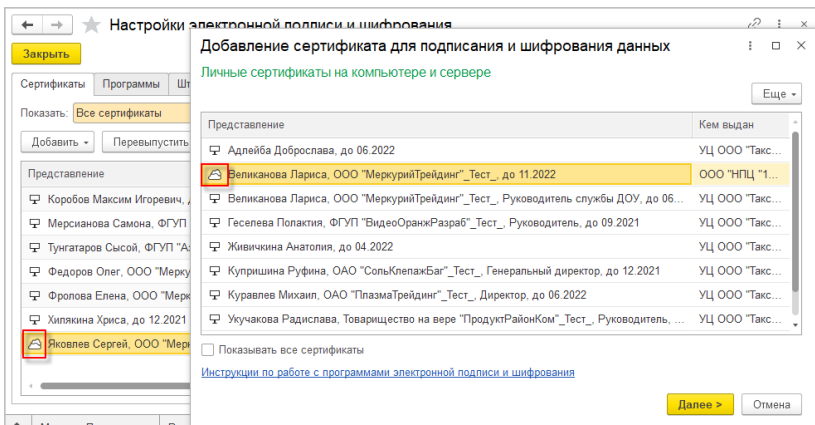 Настройки электронной подписи и шифрования
Закрыть
Сертификаты Программы
Показать: Все сертификаты
Добавить Перевыпустить
Представление
Коробов Максим Игоревич,
Мерсианова Самона, ФГУП
Тунгатаров Сысой, ФГУП
Федоров Олег, ООО "Мерку
Фролова Елена, ООО "Мерк
Хилякина Хриса, до 12.2021
Яковлев Сергей, ООО
Добавление сертификата для подписания и шифрования данных
Личные сертификаты на компьютере и сервере
Еще
Представление Кем выдан
Адлейба Доброслава, до 06.2022 УЦ ООО "Такс...
Великанова Лариса, ООО "МеркурийТрейдинг"_Тест_, до 11.2022 ООО "НПЦ "1...
Великанова Лариса, ООО "МеркурийТрейдинг"_Тест_, Руководитель службы ДОУ, до 06... УЦ ООО "Такс...
Геселева Полактия, ФГУП "ВидеоОранжРазраб"_Тест_, Руководитель, до 09.2021 УЦ ООО "Такс...
Живичкина Анатолия, до 04.2022 УЦ ООО "Такс...
Купришина Руфина, ОАО "СольКлепажБаг"_Тест_, Генеральный директор, до 12.2021 УЦ ООО "Такс...
Куравлев Михаил, ОАО "ПлазмаТрейдинг"_Тест_, Директор, до 06.2022 УЦ ООО "Такс...
Укучакова Радислава, Товарищество на вере "ПродуктРайонКом"_Тест_, Руководитель, ... УЦ ООО "Такс...
Показывать все сертификаты
Инструкции по работе с программами электронной подписи и шифрования
Далее > Отмена